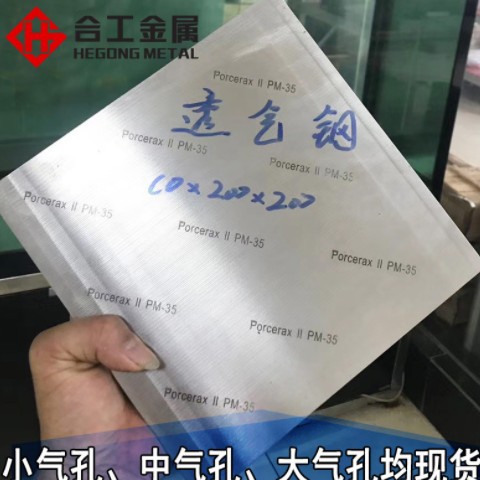 合工金属
HEGONG METAL
Porcerax II PM-35
透气钢
Porcerax II PM-35
Porcerax II PM-35
10×200×200
Porcerax II PM-35
Porcerax II PM-35
Porcerax II PM-35
Porcerax II PM-35
Porcerax II PM-35
Porcerax II PM-35
小气孔、中气孔、大气孔均现货